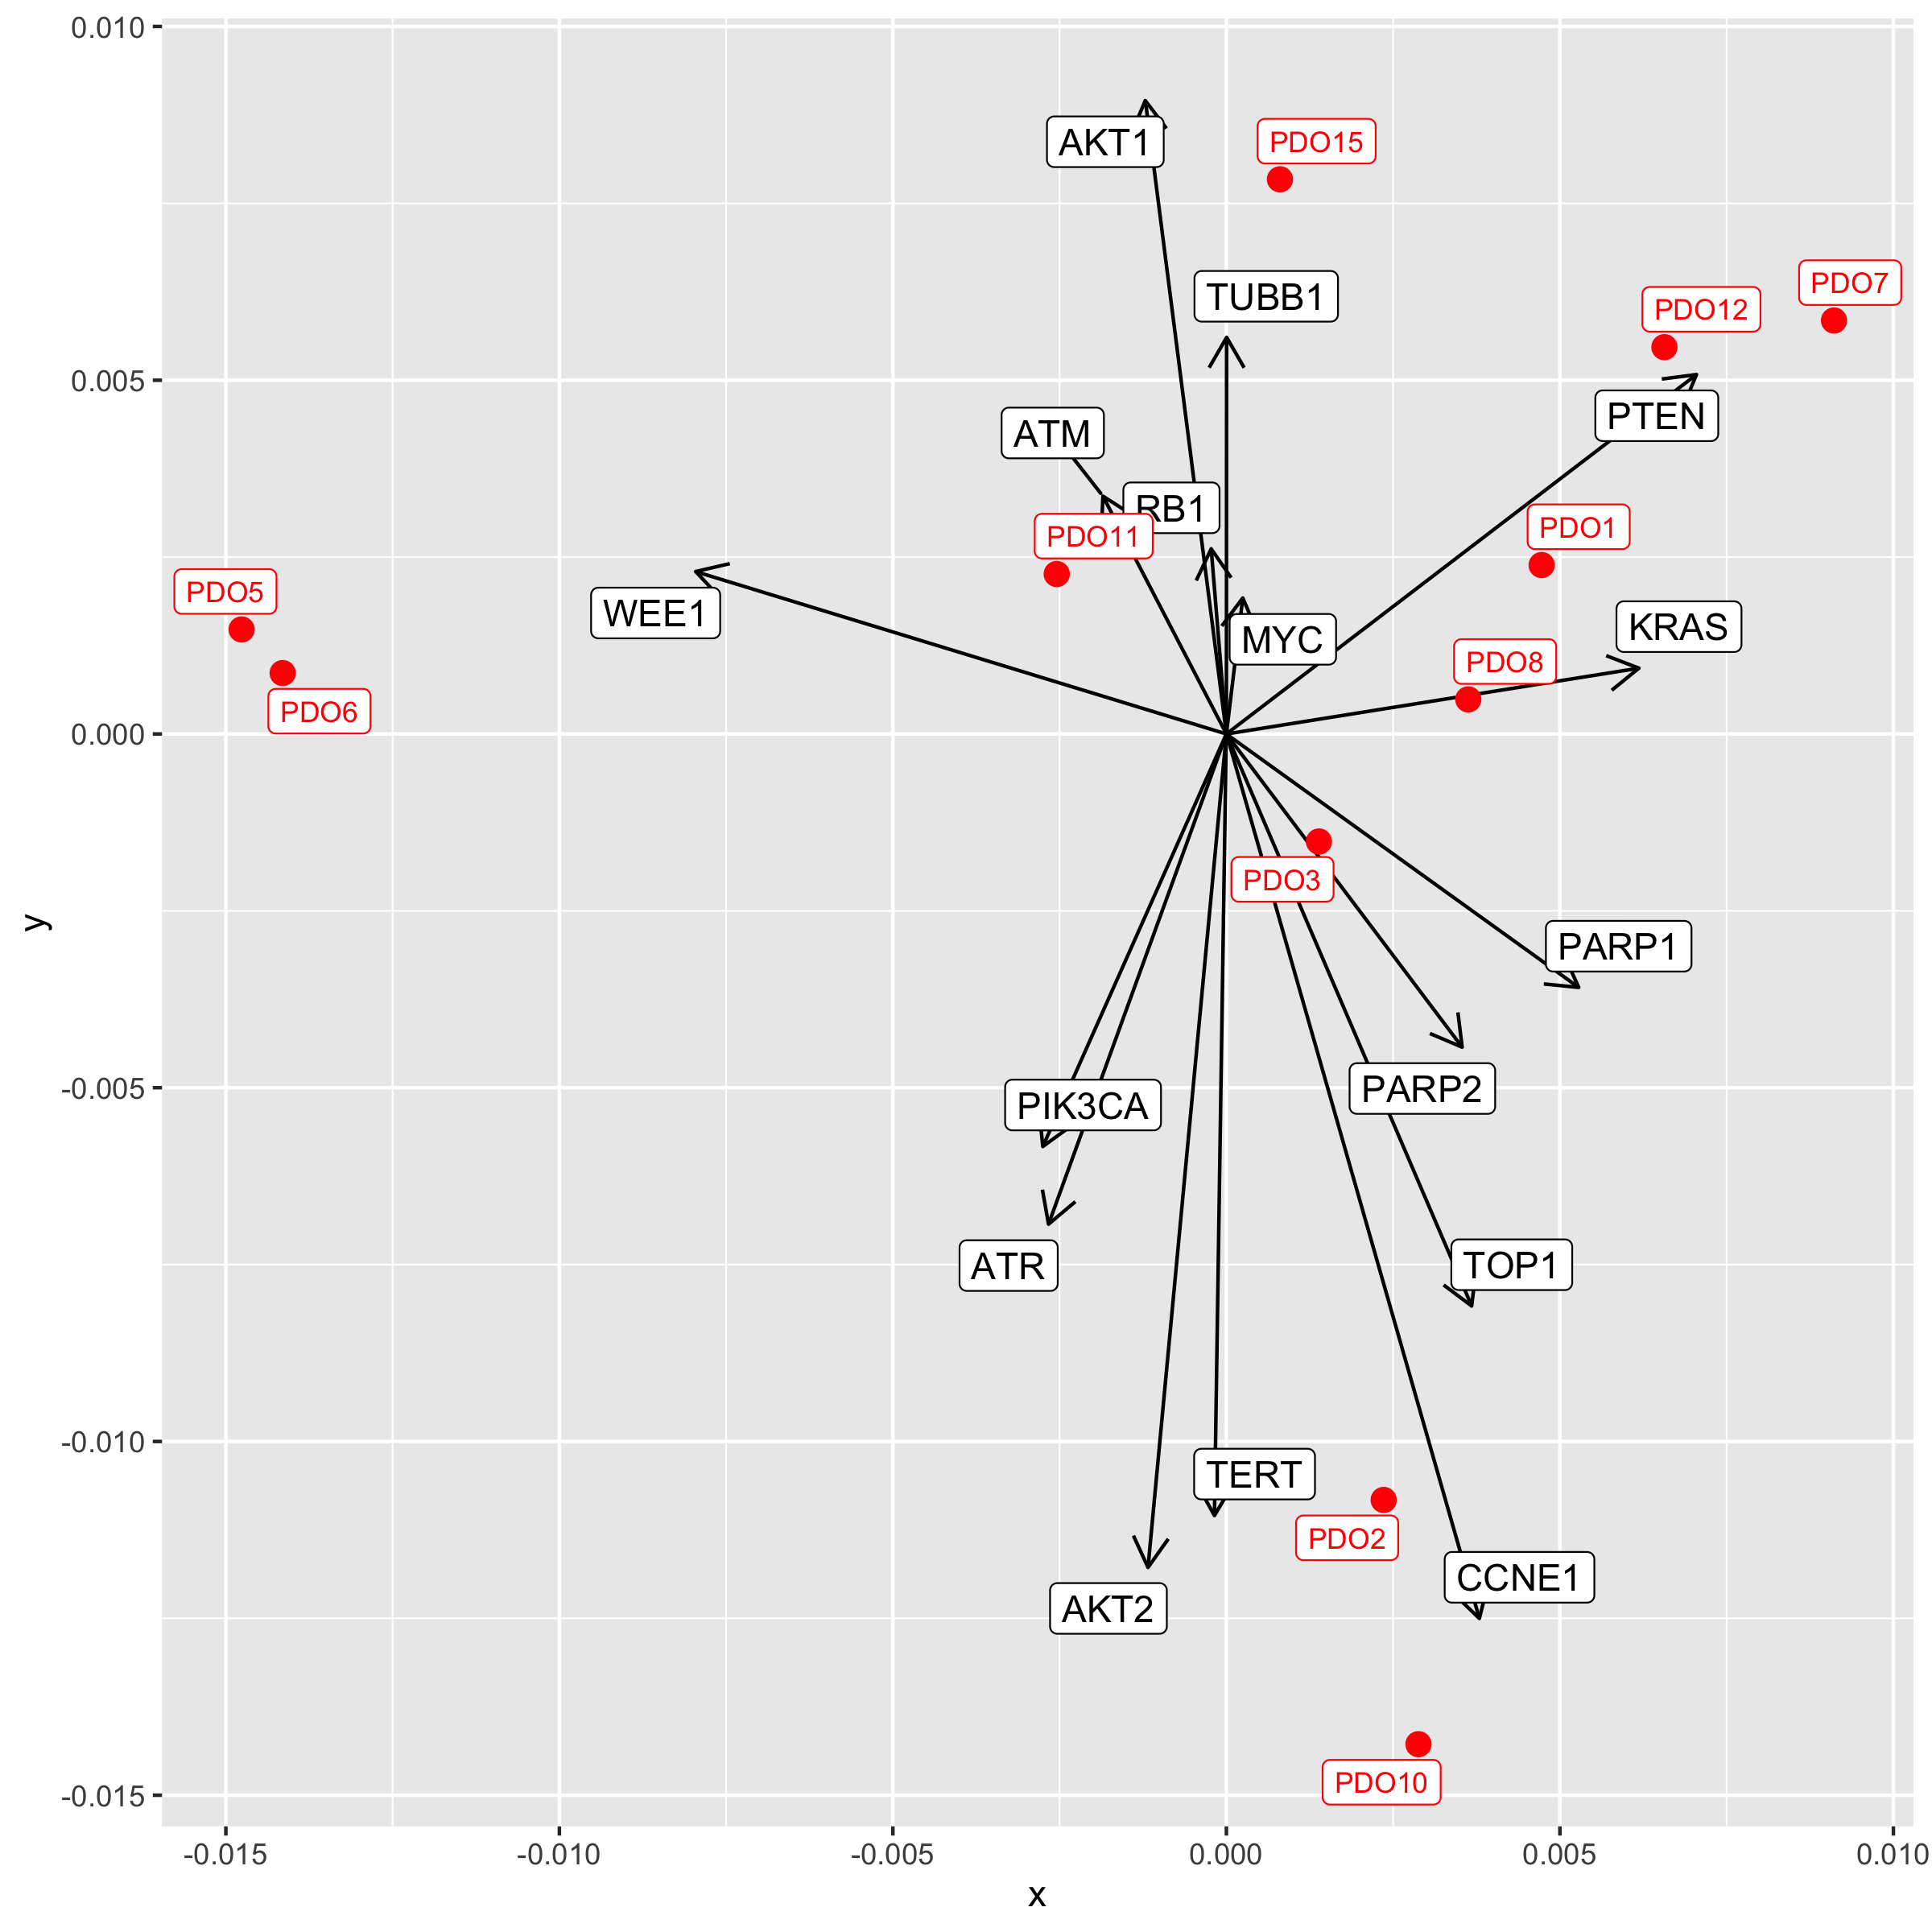 0.010
AKT1
PDO15
TUBB1
PDO7
PDO12
0.005
PTEN
ATM
RB1
PDO1
PDO11
PDO5
WEE1
KRAS
MYC
PDO8
PDO6
0.000
PDO3
y
PARP1
-0.005
PARP2
PIK3CA
ATR
TOP1
-0.010
TERT
PDO2
CCNE1
AKT2
PDO10
-0.015
-0.015 -0.010 -0.005 0.000 0.005 0.010
x